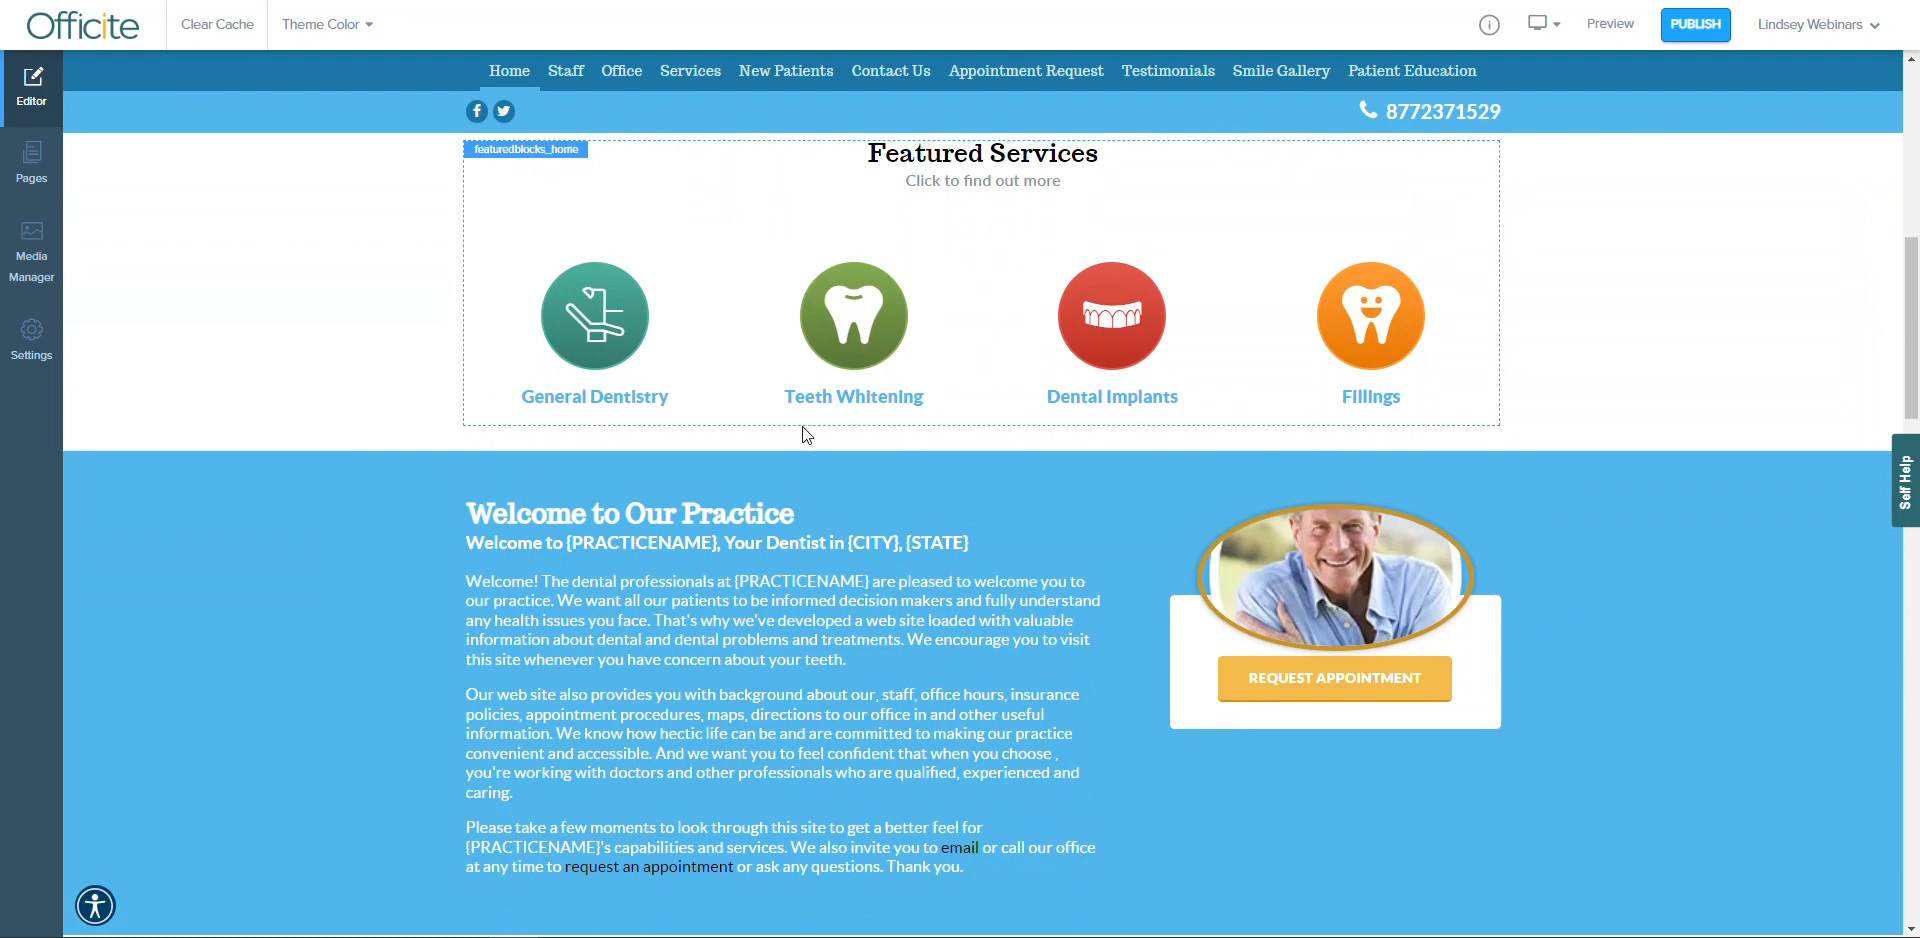 Officite
Clear Cache
Theme Color
Preview
PUBLISH
Lindsey Webinars
Editor
Pages
Media
Manager
Settings
Home Staff Office Services New Patients Contact Us Appointment Request Testimonials Smile Gallery Patient Education
8772371529
featuredblocks_home
Featured Services
Click to find out more
General Dentistry
Teeth Whitening
Dental Implants
Fillings
Self Help
Welcome to Our Practice
Welcome to {PRACTICENAME}, Your Dentist in {CITY}, {STATE}
Welcome! The dental professionals at {PRACTICENAME} are pleased to welcome you to
our practice. We want all our patients to be informed decision makers and fully understand
any health issues you face. That's why we've developed a web site loaded with valuable
information about dental and dental problems and treatments. We encourage you to visit
this site whenever you have concern about your teeth.
Our web site also provides you with background about our, staff, office hours, insurance
policies, appointment procedures, maps, directions to our office in and other useful
information. We know how hectic life can be and are committed to making our practice
convenient and accessible. And we want you to feel confident that when you choose ,
you're working with doctors and other professionals who are qualified, experienced and
caring.
Please take a few moments to look through this site to get a better feel for
{PRACTICENAME}'s capabilities and services. We also invite you to email or call our office
at any time to request an appointment or ask any questions. Thank you.
REQUEST APPOINTMENT